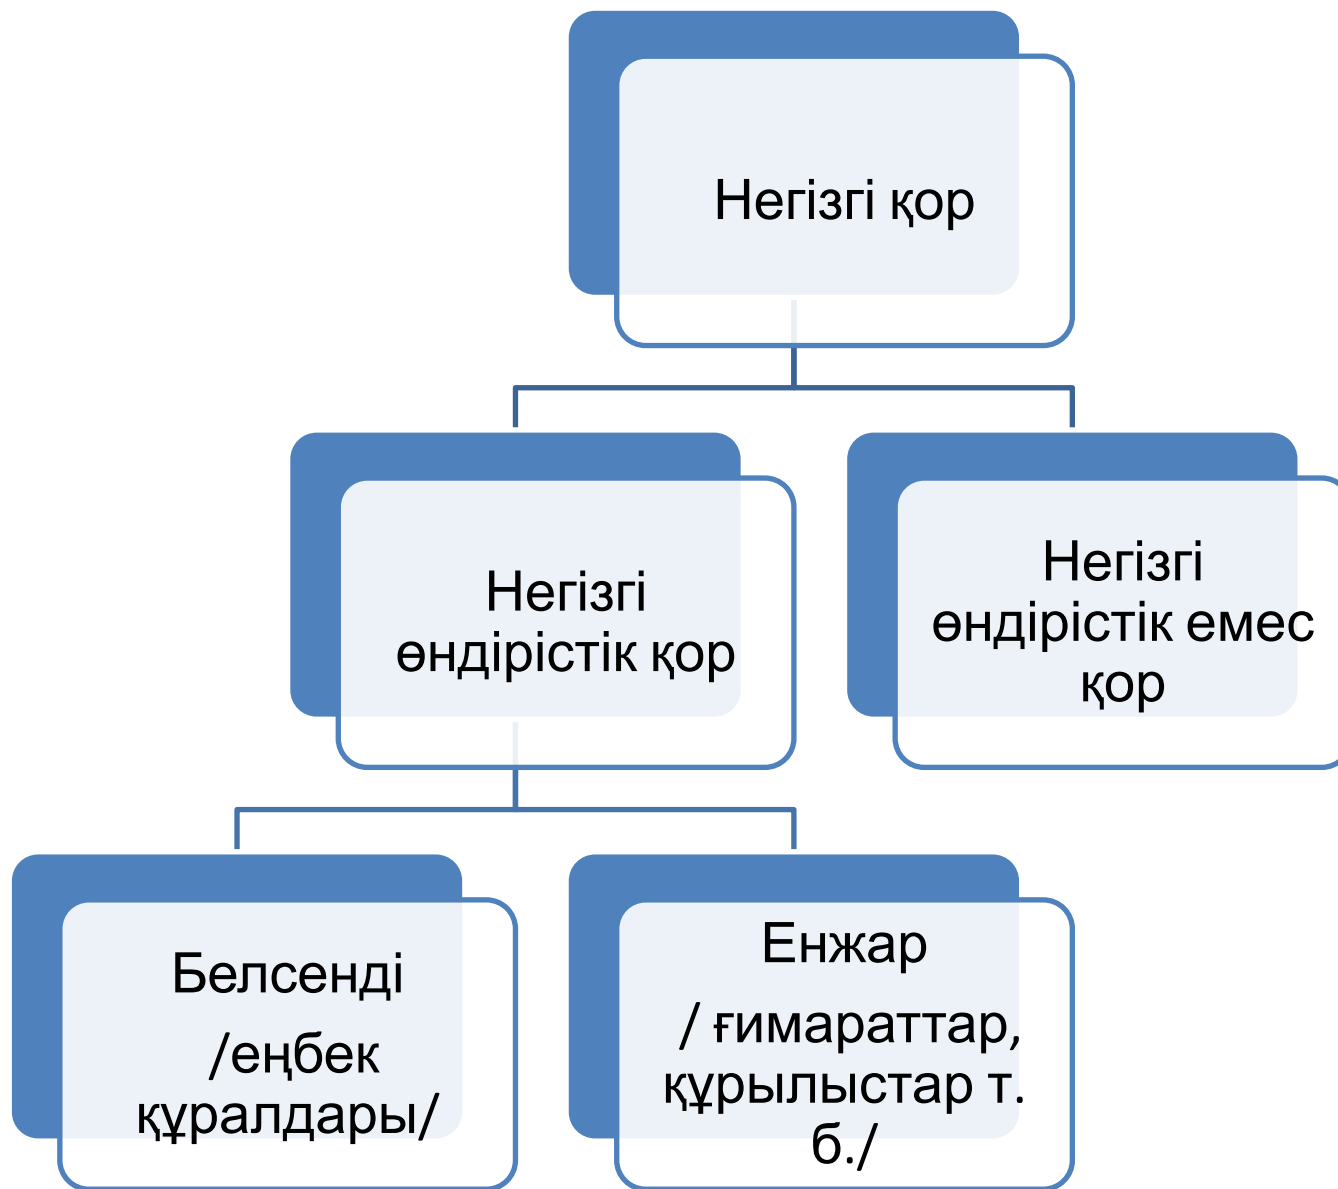 Негізгі қор
Негізгі
өндірістік қор
Негізгі
өндірістік емес
қор
Белсенді
/еңбек
құралдары/
Енжар
/ ғимараттар,
құрылыстар т.
б./